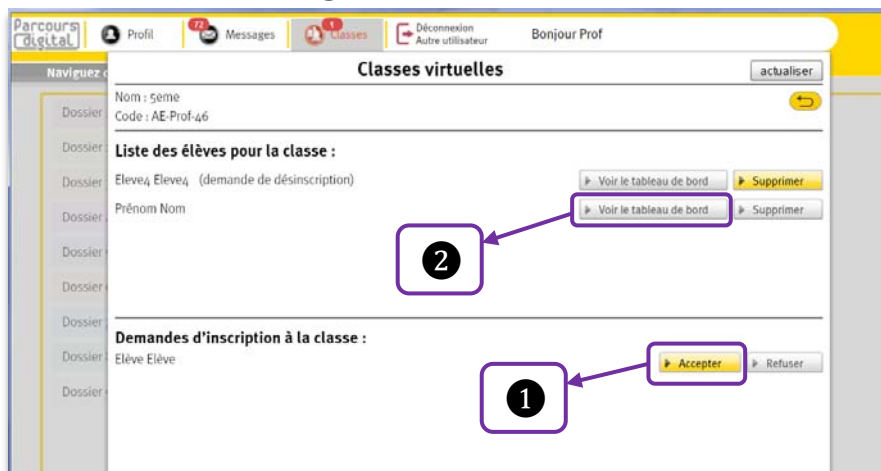 Parcours
digital
Profil
72
Messages
1
Classes
Déconnexion
Autre utilisateur
Bonjour Prof
Naviguez
Classes virtuelles
actualiser
Nom : 5eme
Code : AE-Prof-46
Dossier
Dossier
Liste des élèves pour la classe :
Dossier
Eleve4 Eleve4 (demande de désinscription)
Voir le tableau de bord
Supprimer
Prénom Nom
Voir le tableau de bord
Supprimer
Dossier
2
Dossier
Dossier
Dossier
Demandes d'inscription à la classe :
Dossier
Elève Elève
Accepter
Refuser
Dossier
1